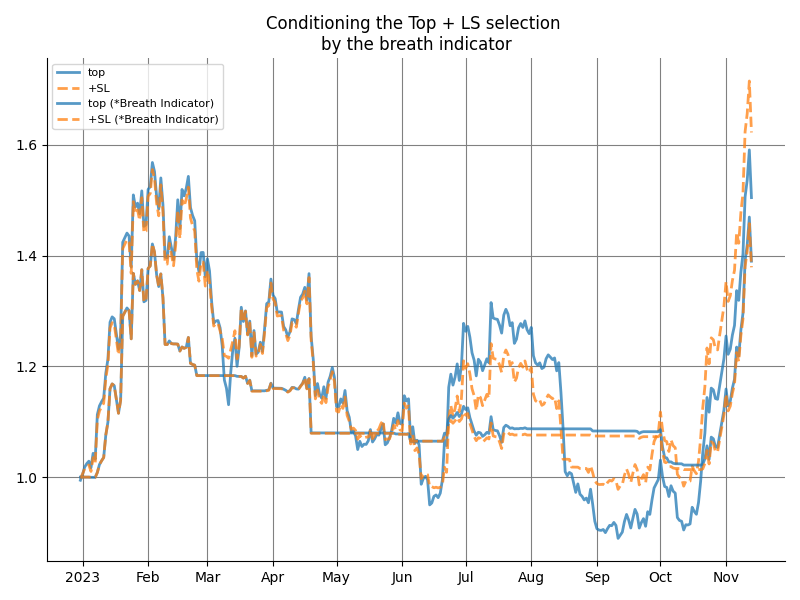 Conditioning the Top + LS selection
by the breath indicator
top
+SL
top (*Breath Indicator)
+SL (*Breath Indicator)
1.6
1.4
1.2
1.0
2023 Feb Mar Apr May Jun Jul Aug Sep Oct Nov